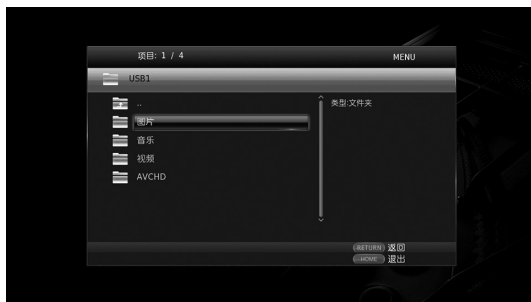 项目: 1 / 4
MENU
USB1
..
图片
音乐
视频
AVCHD
类型:文件夹
RETURN 返回
HOME 退出